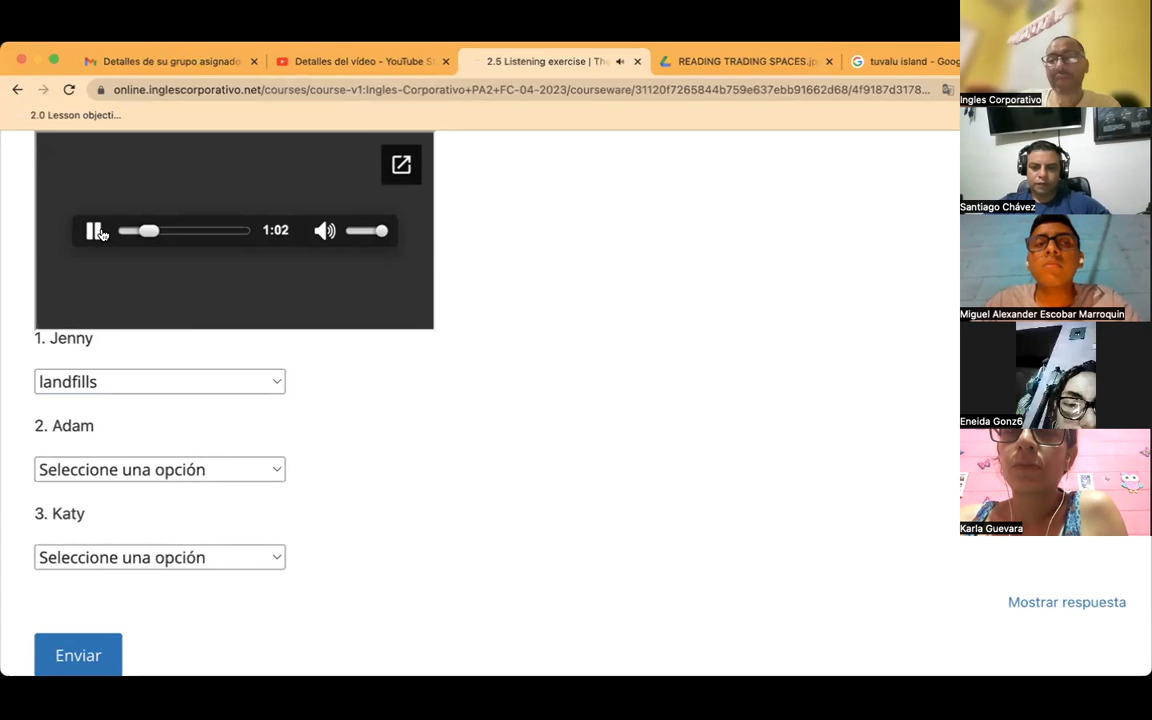 Detalles de su grupo asignado
Detalles del vídeo - YouTube S
2.5 Listening exercise | Th
READING TRADING SPACES.jp
tuvalu island - Goog
online.inglescorporativo.net/courses/course-v1:Ingles-Corporativo+PA2+FC-04-2023/courseware/31120f7265844b759e637ebb91662d68/4f9187d3178...
2.0 Lesson objecti...
1:02
1. Jenny
landfills
2. Adam
Seleccione una opción
3. Katy
Seleccione una opción
Mostrar respuesta
Enviar
Ingles Corporativo
Santiago Chávez
Miguel Alexander Escobar Marroquin
Eneida Gonz6
Karla Guevara